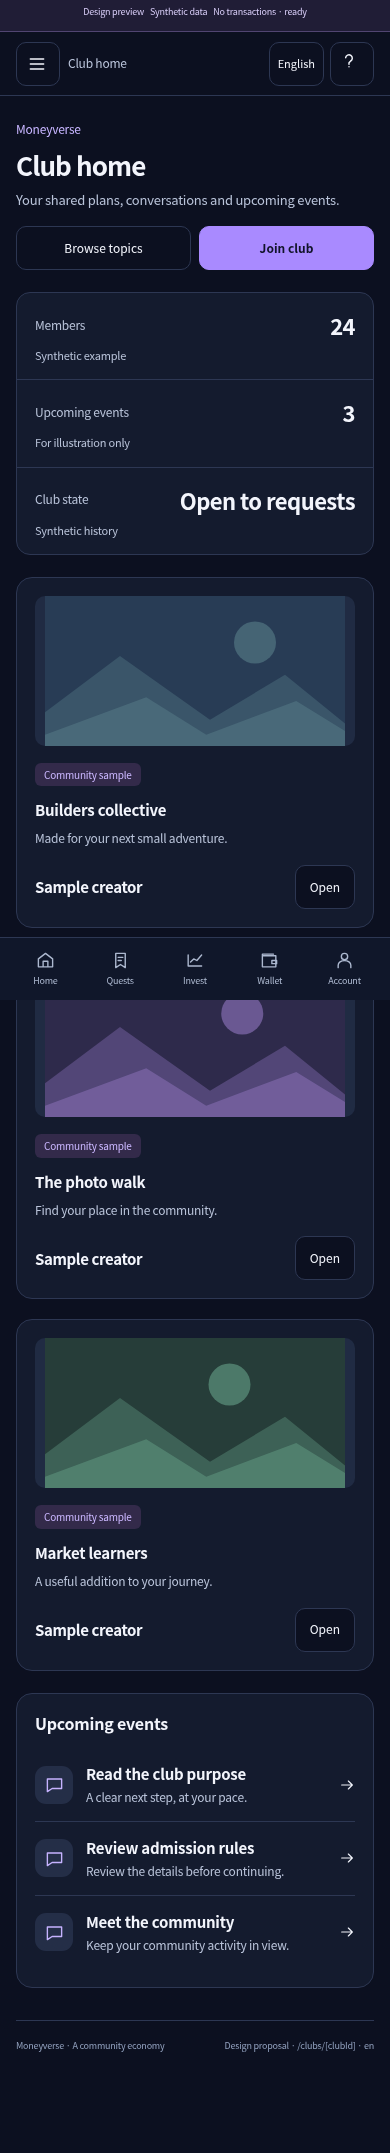 Design preview Synthetic data No transactions · ready
Club home
English
?
Moneyverse
Club home
Your shared plans, conversations and upcoming events.
Browse topics
Join club
Members
24
Synthetic example
Upcoming events
3
For illustration only
Club state
Open to requests
Synthetic history
Community sample
Builders collective
Made for your next small adventure.
Sample creator
Open
Home
Quests
Invest
Wallet
Account
Community sample
The photo walk
Find your place in the community.
Sample creator
Open
Community sample
Market learners
A useful addition to your journey.
Sample creator
Open
Upcoming events
Read the club purpose
A clear next step, at your pace.
Review admission rules
Review the details before continuing.
Meet the community
Keep your community activity in view.
Moneyverse · A community economy
Design proposal · /clubs/[clubId] · en